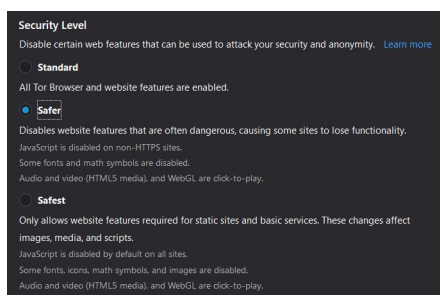 Security Level
Disable certain web features that can be used to attack your security and anonymity. Learn more
Standard
All Tor Browser and website features are enabled.
Safer
Disables website features that are often dangerous, causing some sites to lose functionality.
JavaScript is disabled on non-HTTPS sites.
Some fonts and math symbols are disabled.
Audio and video (HTML5 media), and WebGL are click-to-play.
Safest
Only allows website features required for static sites and basic services. These changes affect
images, media, and scripts.
JavaScript is disabled by default on all sites.
Some fonts, icons, math symbols, and images are disabled.
Audio and video (HTML5 media), and WebGL are click-to-play.